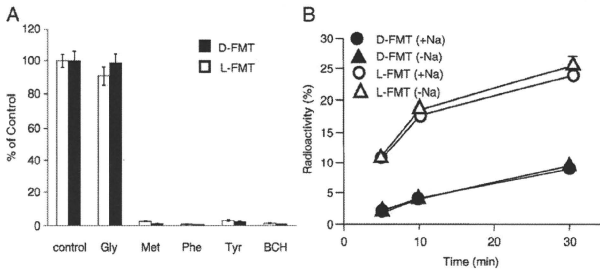 A
% of Control
120
100
80
60
40
20
0
D-FMT
L-FMT
control Gly Met Phe Tyr BCH
B
Radioactivity (%)
30
25
20
15
10
5
0
D-FMT (+Na)
D-FMT (-Na)
L-FMT (+Na)
L-FMT (-Na)
0 10 20 30
Time (min)